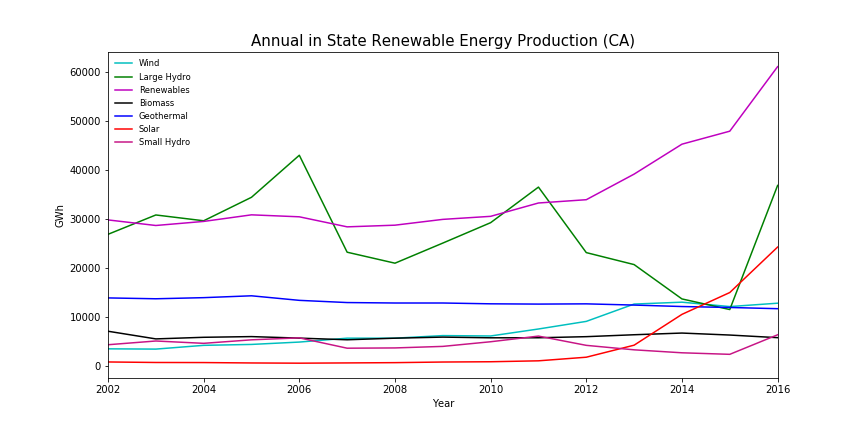 Annual in State Renewable Energy Production (CA)
Wind
Large Hydro
Renewables
Biomass
Geothermal
Solar
Small Hydro
60000
50000
40000
30000
20000
10000
0
GWh
2002 2004 2006 2008 2010 2012 2014 2016
Year